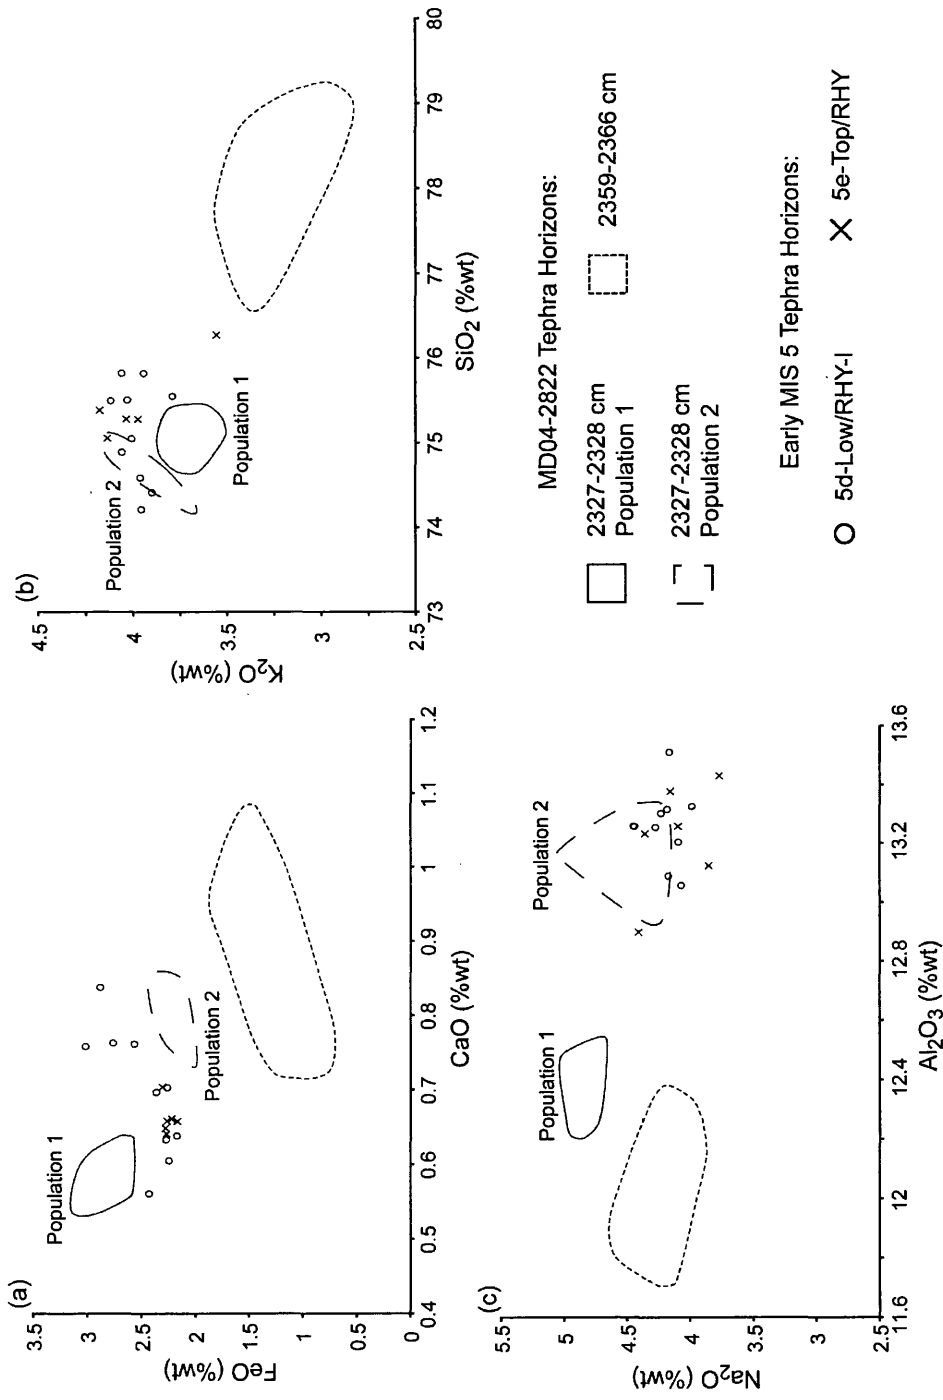 (a)
3.5
3
2.5
2
1.5
1
0.5
0
FeO (%wt)
0.4
0.5
0.6
0.7
0.8
0.9
1
1.1
1.2
CaO (%wt)
Population 1
Population 2
(b)
4.5
4
3.5
3
2.5
K2O (%wt)
73
74
75
76
77
78
79
80
SiO2 (%wt)
Population 2
Population 1
(c)
5.5
5
4.5
4
3.5
3
2.5
Na2O (%wt)
11.6
12
12.4
12.8
13.2
13.6
Al2O3 (%wt)
Population 1
Population 2
MD04-2822 Tephra Horizons:
2327-2328 cm
Population 1
2359-2366 cm
2327-2328 cm
Population 2
Early MIS 5 Tephra Horizons:
5d-Low/RHY-I
5e-Top/RHY